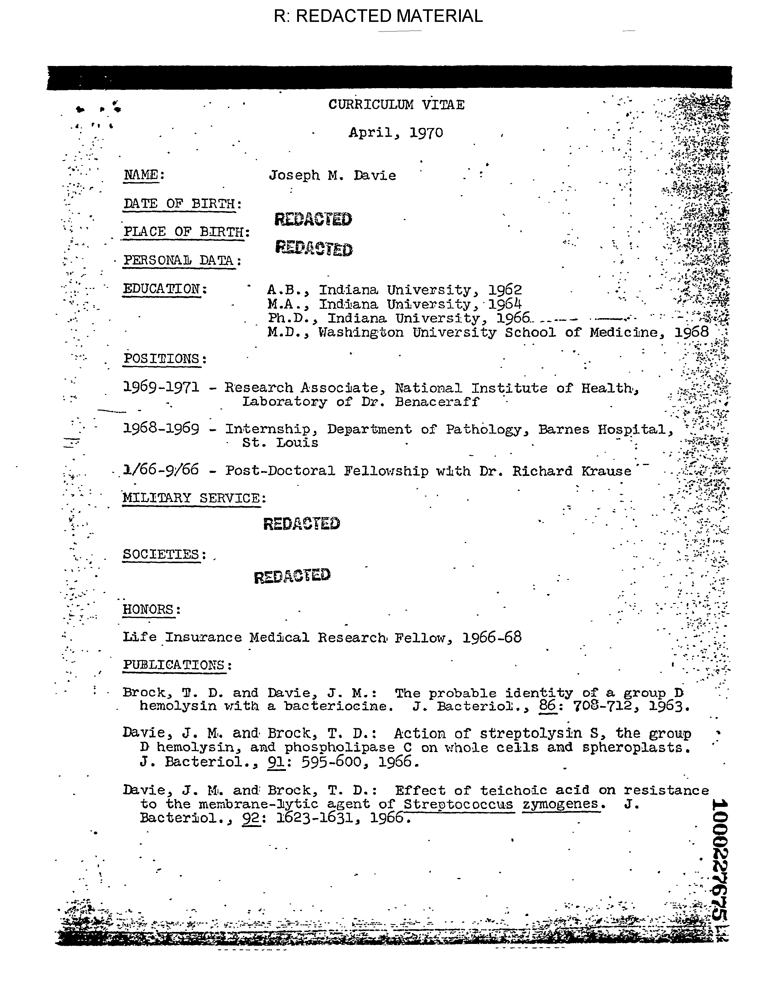 R: REDACTED MATERIAL
CURRICULUM VITAE
April, 1970
NAME: Joseph M. Davie
DATE OF BIRTH:
REDACTED
PLACE OF BIRTH:
REDACTED
PERSONAL DATA:
EDUCATION: A.B., Indiana University, 1962
M.A., Indiana University, 1964
Ph.D., Indiana University, 1966
M.D., Washington University School of Medicine, 1968
POSITIONS:
1969-1971 - Research Associate, National Institute of Health,
Laboratory of Dr. Benaceraff
1968-1969 - Internship, Department of Pathology, Barnes Hospital,
St. Louis
1/66-9/66 - Post-Doctoral Fellowship with Dr. Richard Krause
MILITARY SERVICE:
REDACTED
SOCIETIES:
REDACTED
HONORS:
Life Insurance Medical Research Fellow, 1966-68
PUBLICATIONS:
Brock, T. D. and Davie, J. M.: The probable identity of a group D
hemolysin with a bacteriocine. J. Bacteriol., 86: 708-712, 1963.
Davie, J. M. and Brock, T. D.: Action of streptolysin S, the group
D hemolysin, and phospholipase C on whole cells and spheroplasts.
J. Bacteriol., 91: 595-600, 1966.
Davie, J. M. and Brock, T. D.: Effect of teichoic acid on resistance
to the membrane-lytic agent of Streptococcus zymogenes. J.
Bacteriol., 92: 1623-1631, 1966.
1000227675